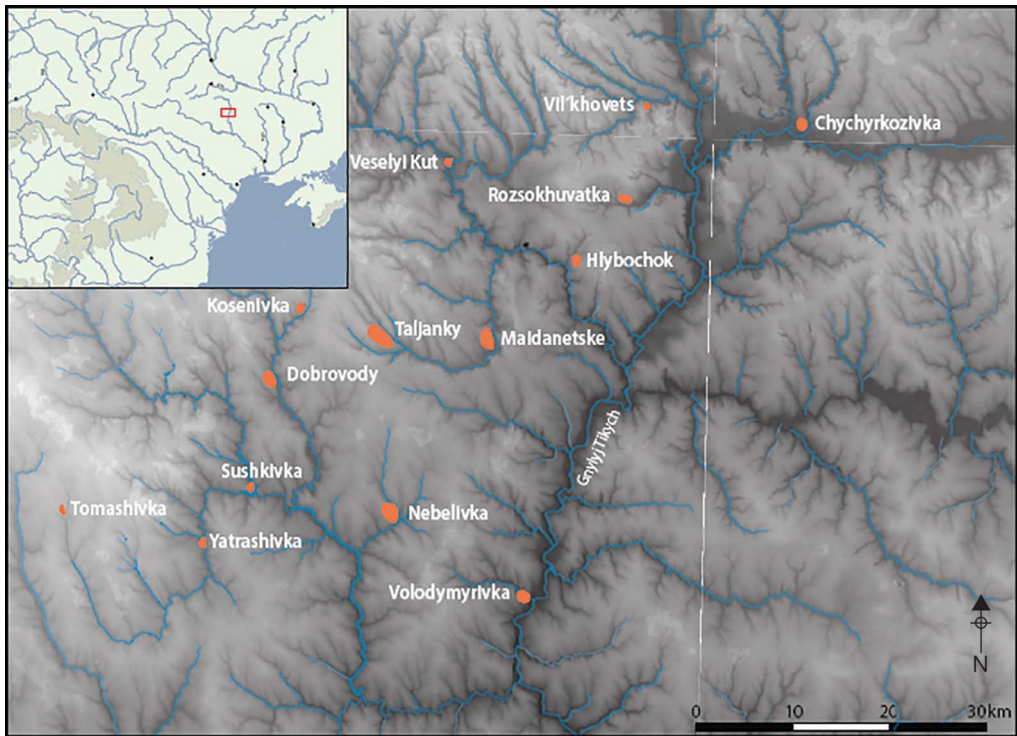 Vil'khovets
Chychyrkozivka
Veselyi Kut
Rozsokhuvatka
Hlybochok
Kosenivka
Taljanky
Maidanetske
Dobrovody
Gnylyj Tikych
Sushkivka
Tomashivka
Nebelivka
Yatrashivka
Volodymyrivka
N
0 10 20 30km